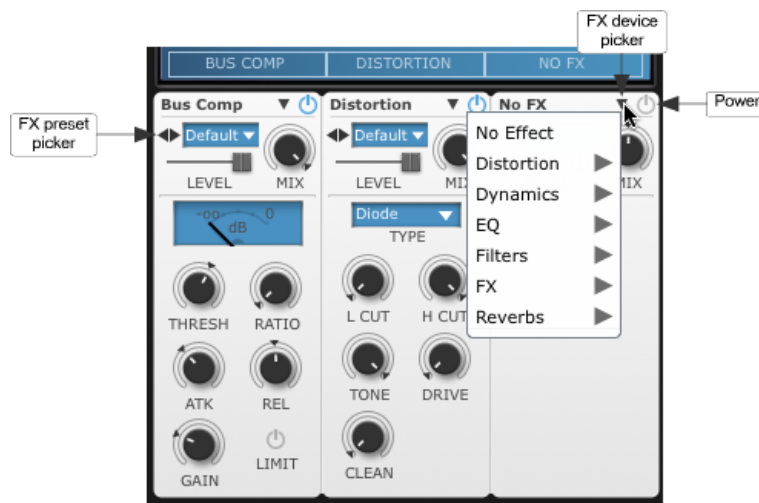 FX device
picker
BUS COMP
DISTORTION
NO FX
Bus Comp
Distortion
No FX
Power
FX preset
picker
Default
Default
LEVEL
MIX
LEVEL
MIX
MIX
No Effect
Distortion
Dynamics
EQ
Filters
FX
Reverbs
-oo
0
dB
Diode
TYPE
THRESH
RATIO
L CUT
H CUT
ATK
REL
TONE
DRIVE
GAIN
LIMIT
CLEAN